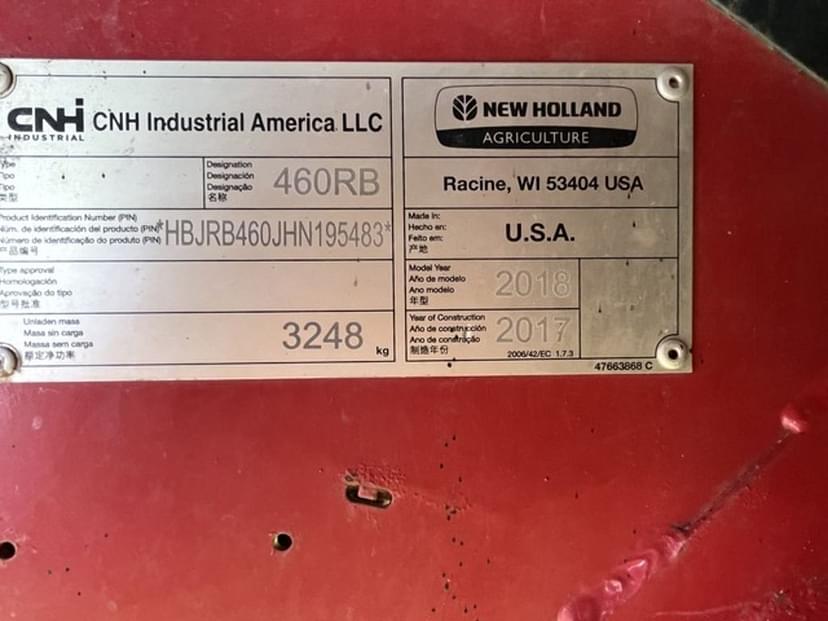 CNH INDUSTRIAL CNH Industrial America LLC
Type
Tipo
Tipo
类型
Designation
Designación
Designação
名称
460RB
Product Identification Number (PIN)
Núm. de identificación del producto (PIN)
Número de identificação do produto (PIN)
产品编号
*HBJRB460JHN195483*
Type approval
Homologación
Aprovação do tipo
型号批准
Unladen mass
Masa sin carga
Massa sem carga
额定净功率
3248 kg
NEW HOLLAND
AGRICULTURE
Racine, WI 53404 USA
Made in:
Hecho en:
Feito em:
产地
U.S.A.
Model Year
Año de modelo
Ano modelo
年型
2018
Year of Construction
Año de construcción
Ano de construção
制造年份
2017
2006/42/EC 1.7.3
47663868 C